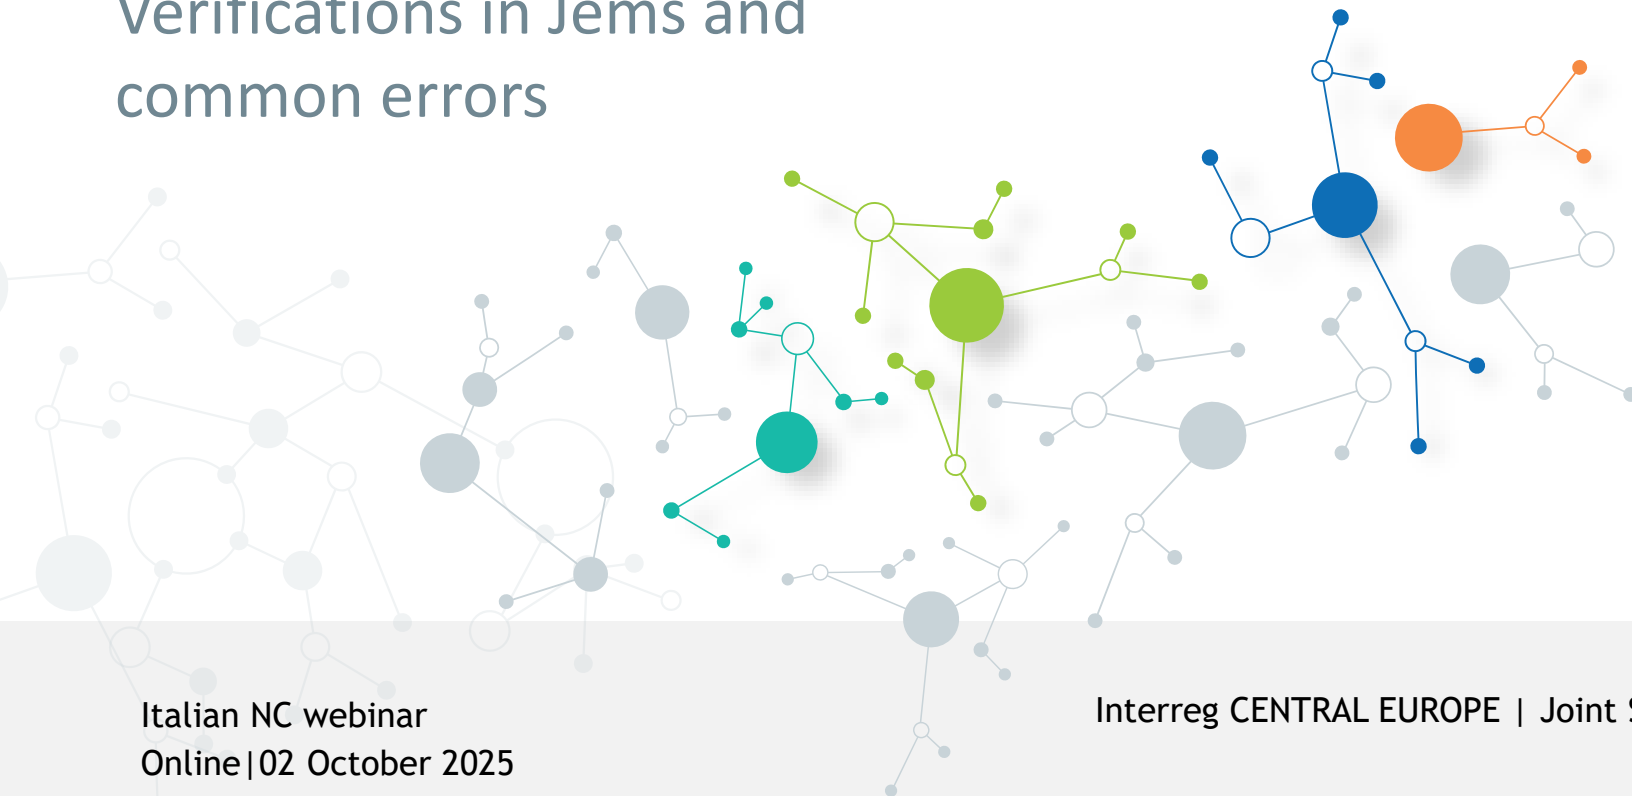 Verifications in Jems and
common errors
Italian NC webinar
Online|02 October 2025
Interreg CENTRAL EUROPE | Joint